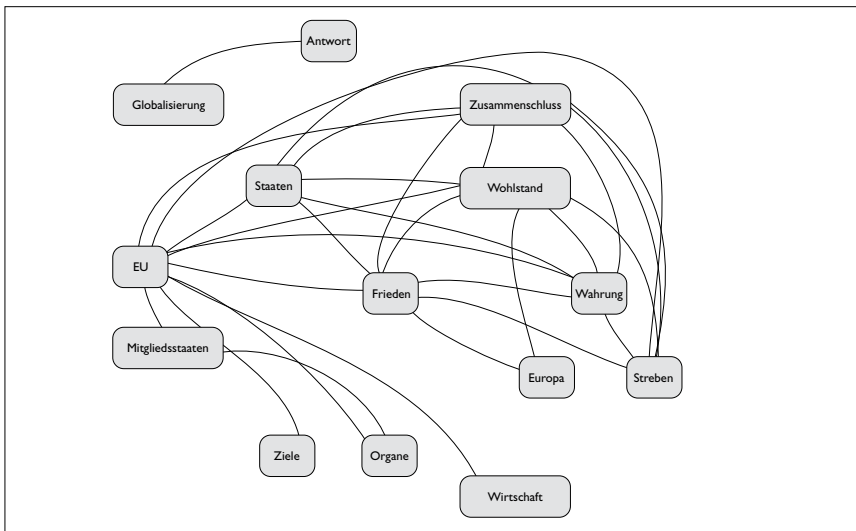 Antwort
Globalisierung
Zusammenschluss
Staaten
Wohlstand
EU
Frieden
Wahrung
Mitgliedsstaaten
Europa
Streben
Ziele
Organe
Wirtschaft